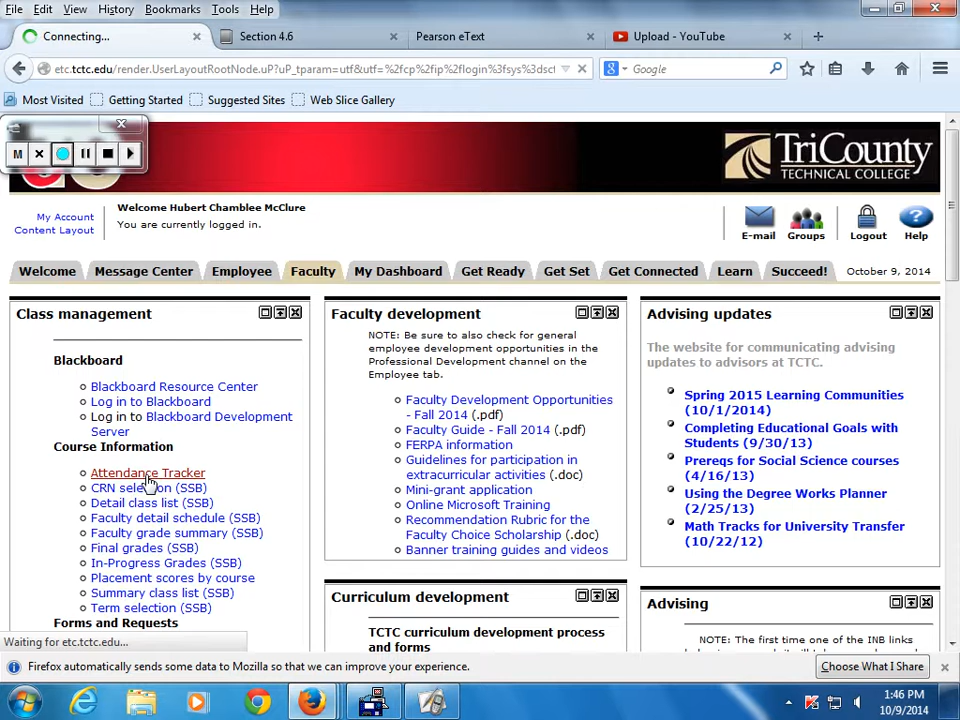 File Edit View History Bookmarks Tools Help
Connecting...
Section 4.6
Pearson eText
Upload - YouTube
etc.tctc.edu/render.UserLayoutRootNode.uP?uP_tparam=utf&utf=%2fcp%2fip%2flogin%3fsys%3dsct
Google
Most Visited Getting Started Suggested Sites Web Slice Gallery
M
TriCounty
TECHNICAL COLLEGE
My Account
Content Layout
Welcome Hubert Chamblee McClure
You are currently logged in.
E-mail Groups Logout Help
Welcome Message Center Employee Faculty My Dashboard Get Ready Get Set Get Connected Learn Succeed! October 9, 2014
Class management
Blackboard
Blackboard Resource Center
Log in to Blackboard
Log in to Blackboard Development
Server
Course Information
Attendance Tracker
CRN selection (SSB)
Detail class list (SSB)
Faculty detail schedule (SSB)
Faculty grade summary (SSB)
Final grades (SSB)
In-Progress Grades (SSB)
Placement scores by course
Summary class list (SSB)
Term selection (SSB)
Forms and Requests
Faculty development
NOTE: Be sure to also check for general
employee development opportunities in the
Professional Development channel on the
Employee tab.
Faculty Development Opportunities
- Fall 2014 (.pdf)
Faculty Guide - Fall 2014 (.pdf)
FERPA information
Guidelines for participation in
extracurricular activities (.doc)
Mini-grant application
Online Microsoft Training
Recommendation Rubric for the
Faculty Choice Scholarship (.doc)
Banner training guides and videos
Curriculum development
TCTC curriculum development process
and forms
Advising updates
The website for communicating advising
updates to advisors at TCTC.
Spring 2015 Learning Communities
(10/1/2014)
Completing Educational Goals with
Students (9/30/13)
Prereqs for Social Science courses
(4/16/13)
Using the Degree Works Planner
(2/25/13)
Math Tracks for University Transfer
(10/22/12)
Advising
NOTE: The first time one of the INB links
Waiting for etc.tctc.edu...
Firefox automatically sends some data to Mozilla so that we can improve your experience.
Choose What I Share
1:46 PM
10/9/2014